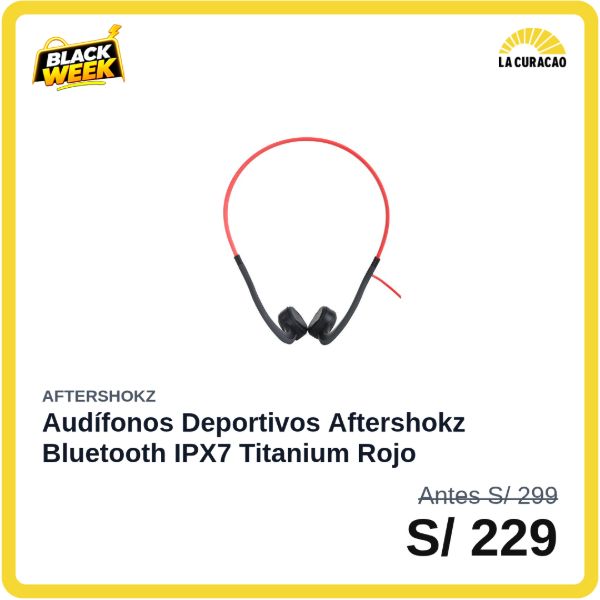 BLACK
WEEK
LA CURACAO
AFTERSHOKZ
Audífonos Deportivos Aftershokz
Bluetooth IPX7 Titanium Rojo
Antes S/ 299
S/ 229